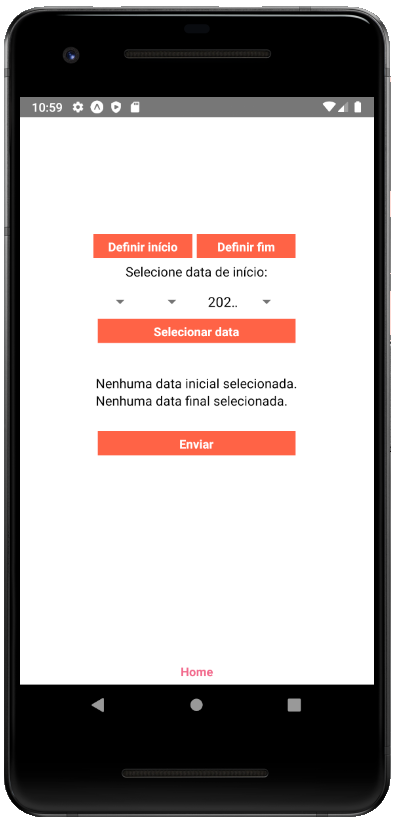 10:59
Definir início Definir fim
Selecione data de início:
202..
Selecionar data
Nenhuma data inicial selecionada.
Nenhuma data final selecionada.
Enviar
Home